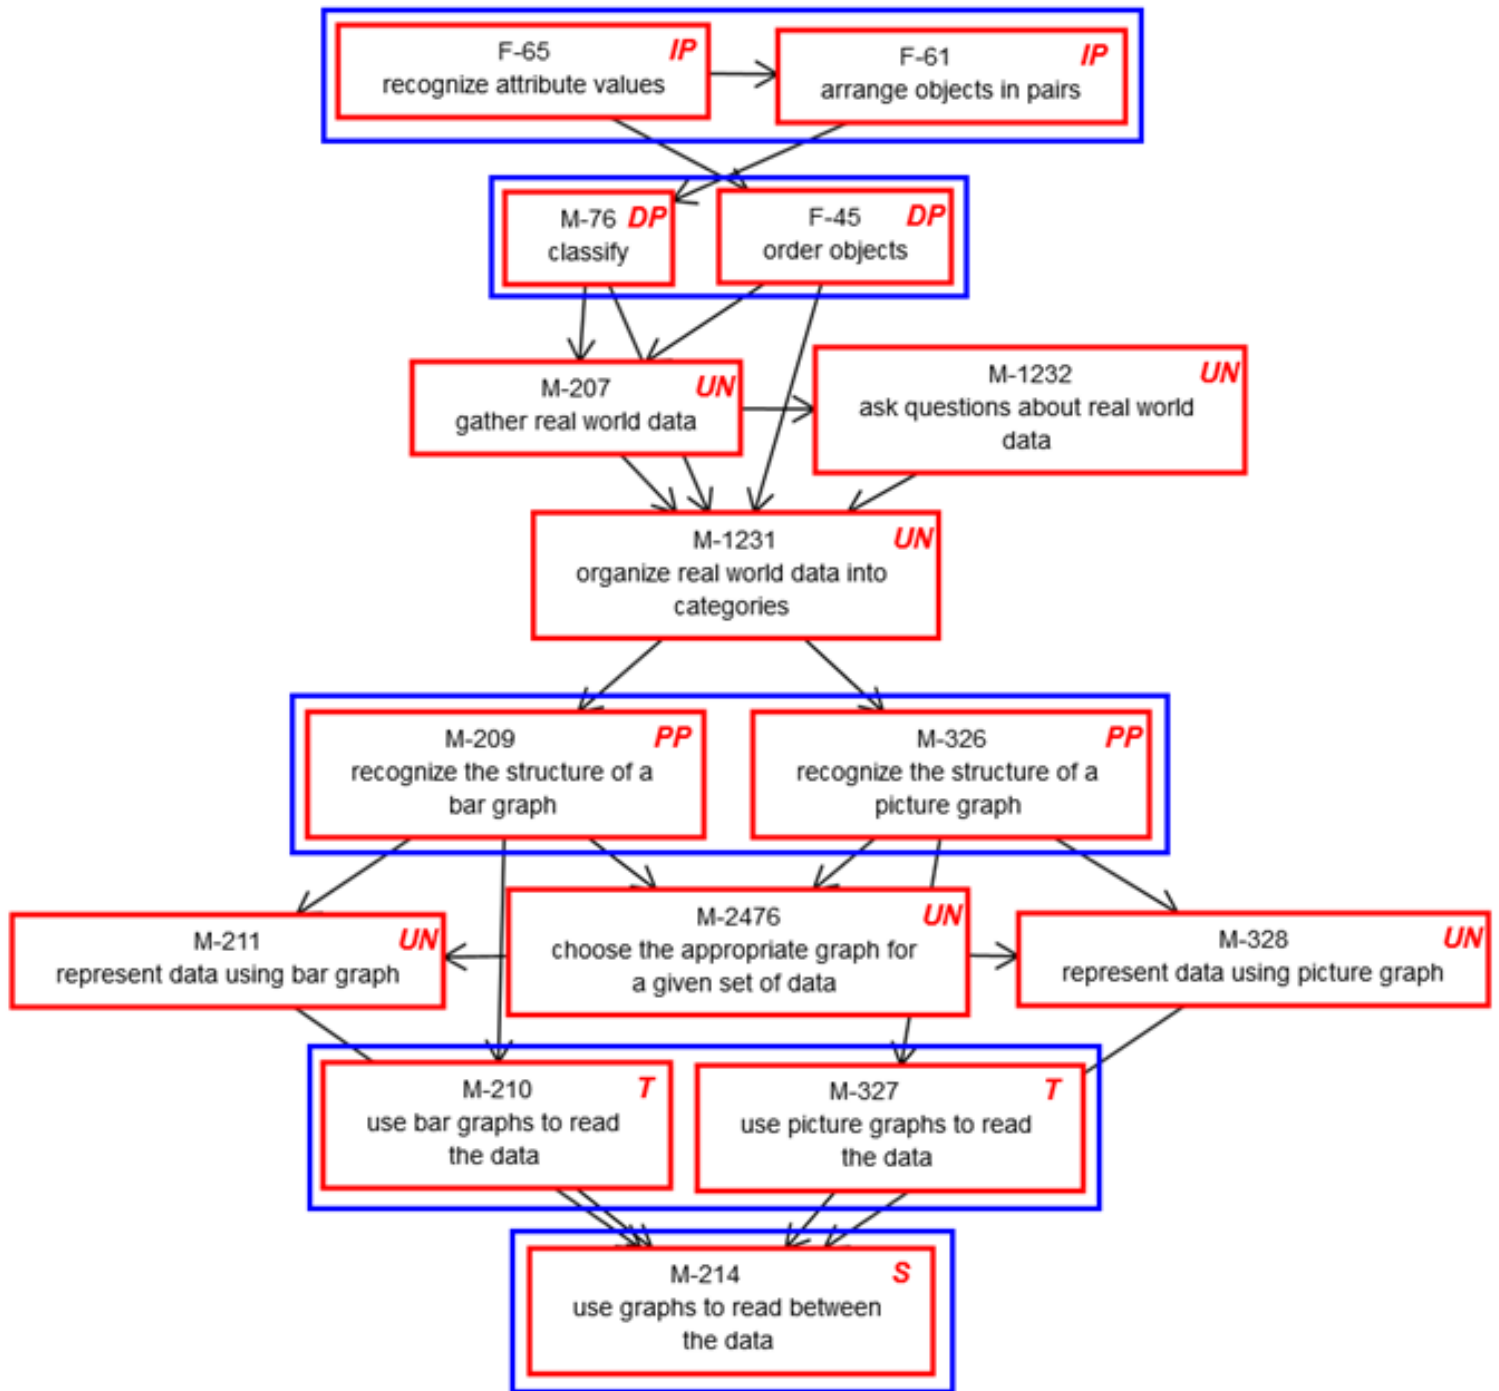 F-65 IP
recognize attribute values
F-61 IP
arrange objects in pairs
M-76 DP
classify
F-45 DP
order objects
M-207 UN
gather real world data
M-1232 UN
ask questions about real world
data
M-1231 UN
organize real world data into
categories
M-209 PP
recognize the structure of a
bar graph
M-326 PP
recognize the structure of a
picture graph
M-211 UN
represent data using bar graph
M-2476 UN
choose the appropriate graph for
a given set of data
M-328 UN
represent data using picture graph
M-210 T
use bar graphs to read
the data
M-327 T
use picture graphs to read
the data
M-214 S
use graphs to read between
the data